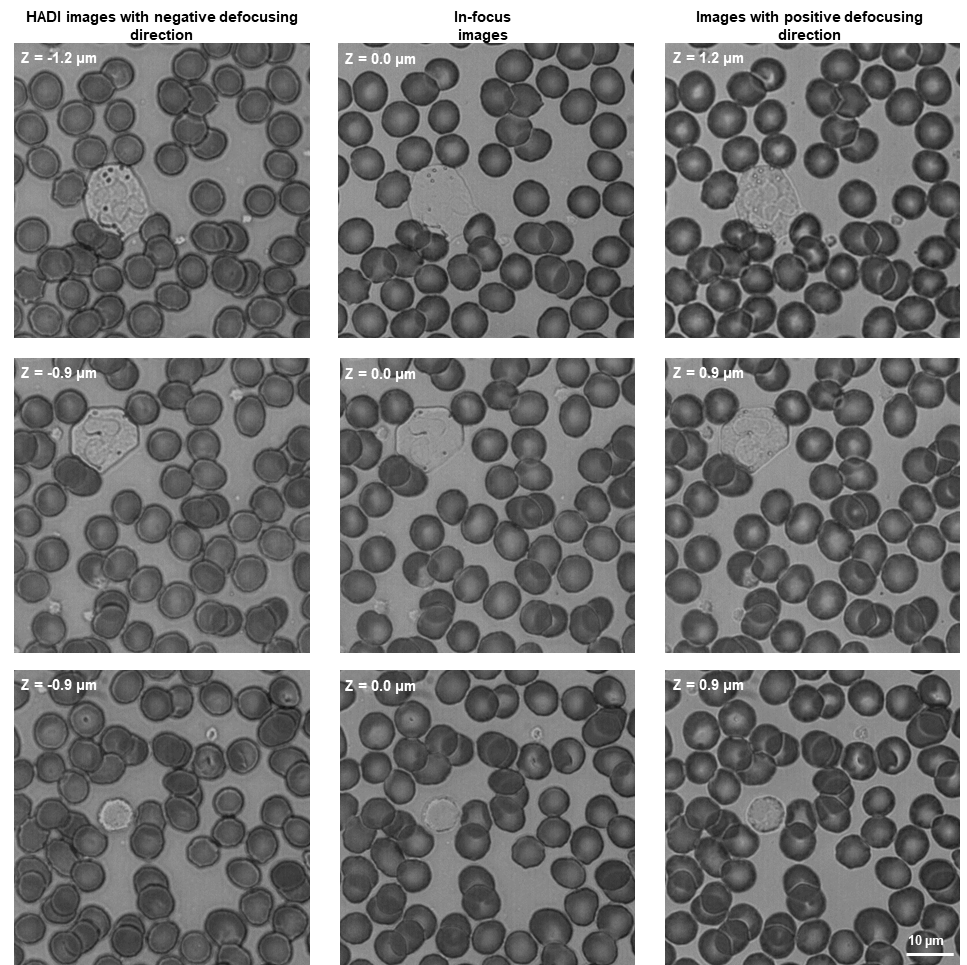 HADI images with negative defocusing
direction
In-focus
images
Images with positive defocusing
direction
Z = -1.2 µm
Z = 0.0 µm
Z = 1.2 µm
Z = -0.9 µm
Z = 0.0 µm
Z = 0.9 µm
Z = -0.9 µm
Z = 0.0 µm
Z = 0.9 µm
10 µm